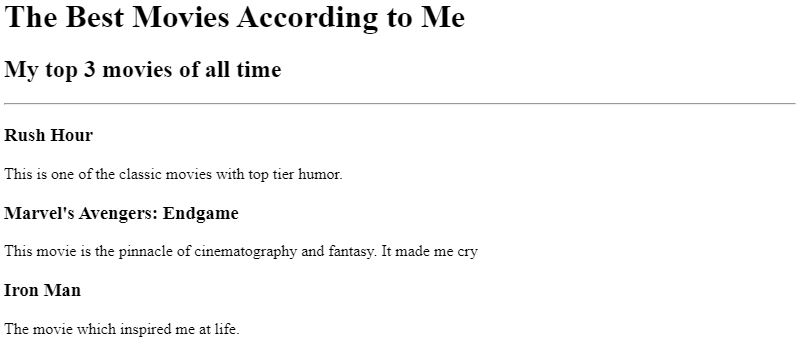 The Best Movies According to Me
My top 3 movies of all time
Rush Hour
This is one of the classic movies with top tier humor.
Marvel's Avengers: Endgame
This movie is the pinnacle of cinematography and fantasy. It made me cry
Iron Man
The movie which inspired me at life.